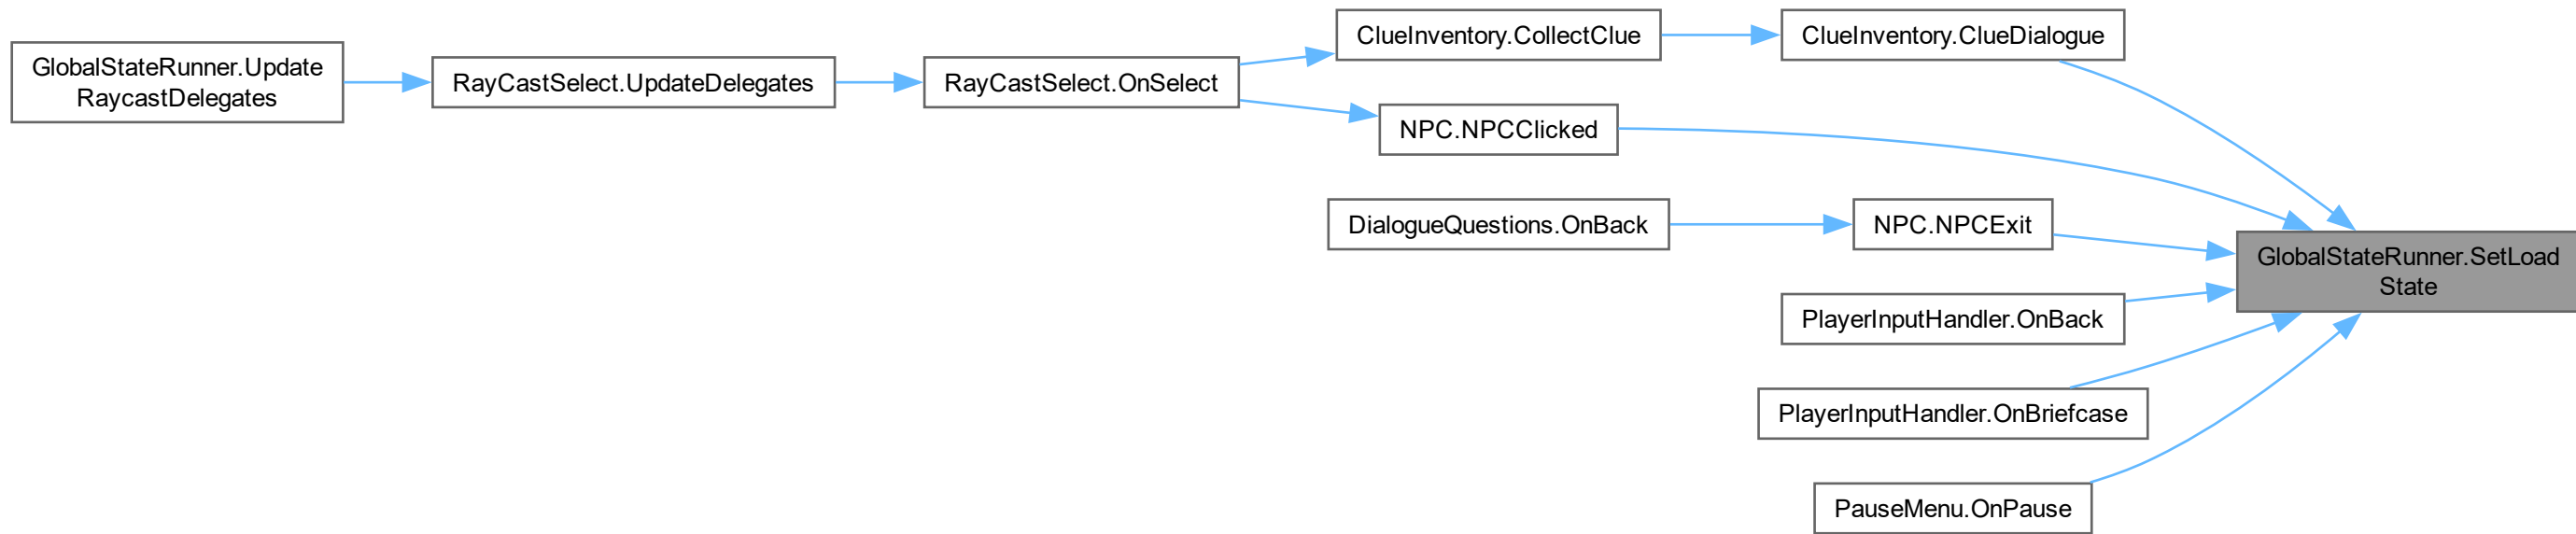 GlobalStateRunner.Update
RaycastDelegates
RayCastSelect.UpdateDelegates
RayCastSelect.OnSelect
ClueInventory.CollectClue
ClueInventory.ClueDialogue
NPC.NPCClicked
DialogueQuestions.OnBack
NPC.NPCExit
GlobalStateRunner.SetLoad
State
PlayerInputHandler.OnBack
PlayerInputHandler.OnBriefcase
PauseMenu.OnPause